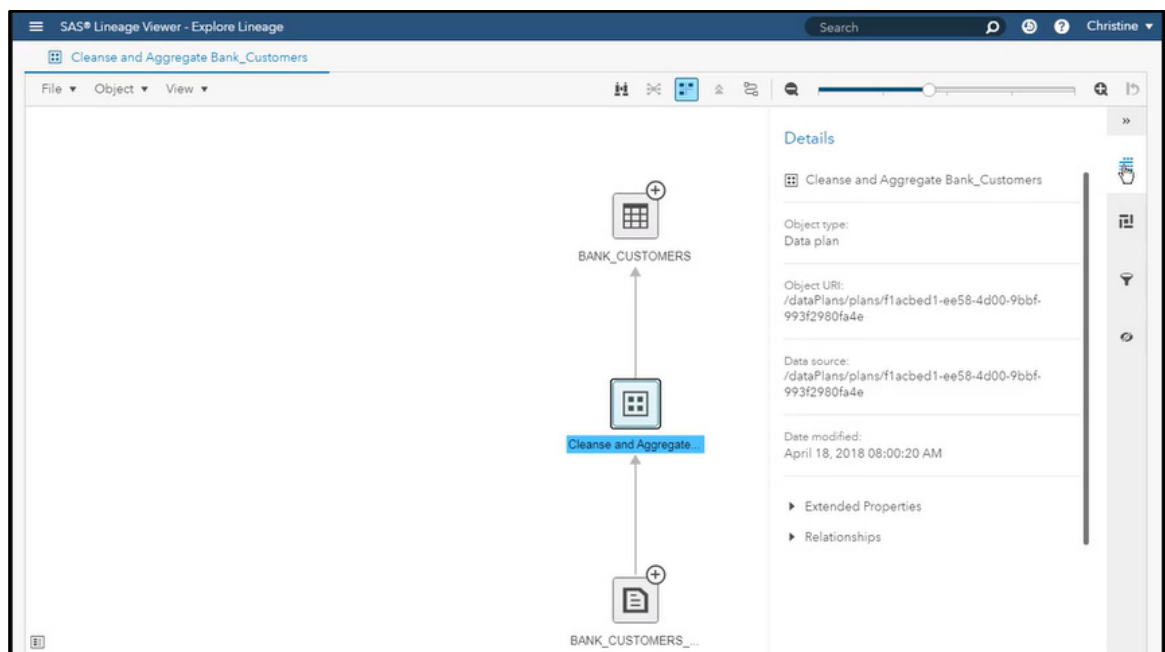 SAS® Lineage Viewer - Explore Lineage
Search
Christine
Cleanse and Aggregate Bank_Customers
File
Object
View
Details
Cleanse and Aggregate Bank_Customers
Object type:
Data plan
Object URI:
/dataPlans/plans/f1acbed1-ee58-4d00-9bbf-
993f2980fa4e
Data source:
/dataPlans/plans/f1acbed1-ee58-4d00-9bbf-
993f2980fa4e
Date modified:
April 18, 2018 08:00:20 AM
Extended Properties
Relationships
BANK_CUSTOMERS
Cleanse and Aggregate...
BANK_CUSTOMERS_...